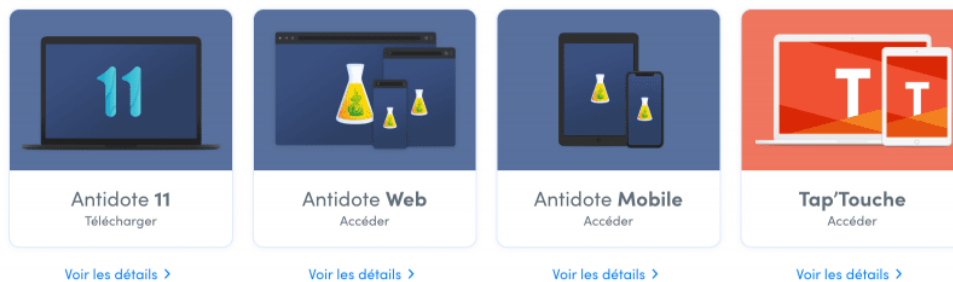 11
T
T
Antidote 11
Télécharger
Antidote Web
Accéder
Antidote Mobile
Accéder
Tap'Touche
Accéder
Voir les détails >
Voir les détails >
Voir les détails >
Voir les détails >